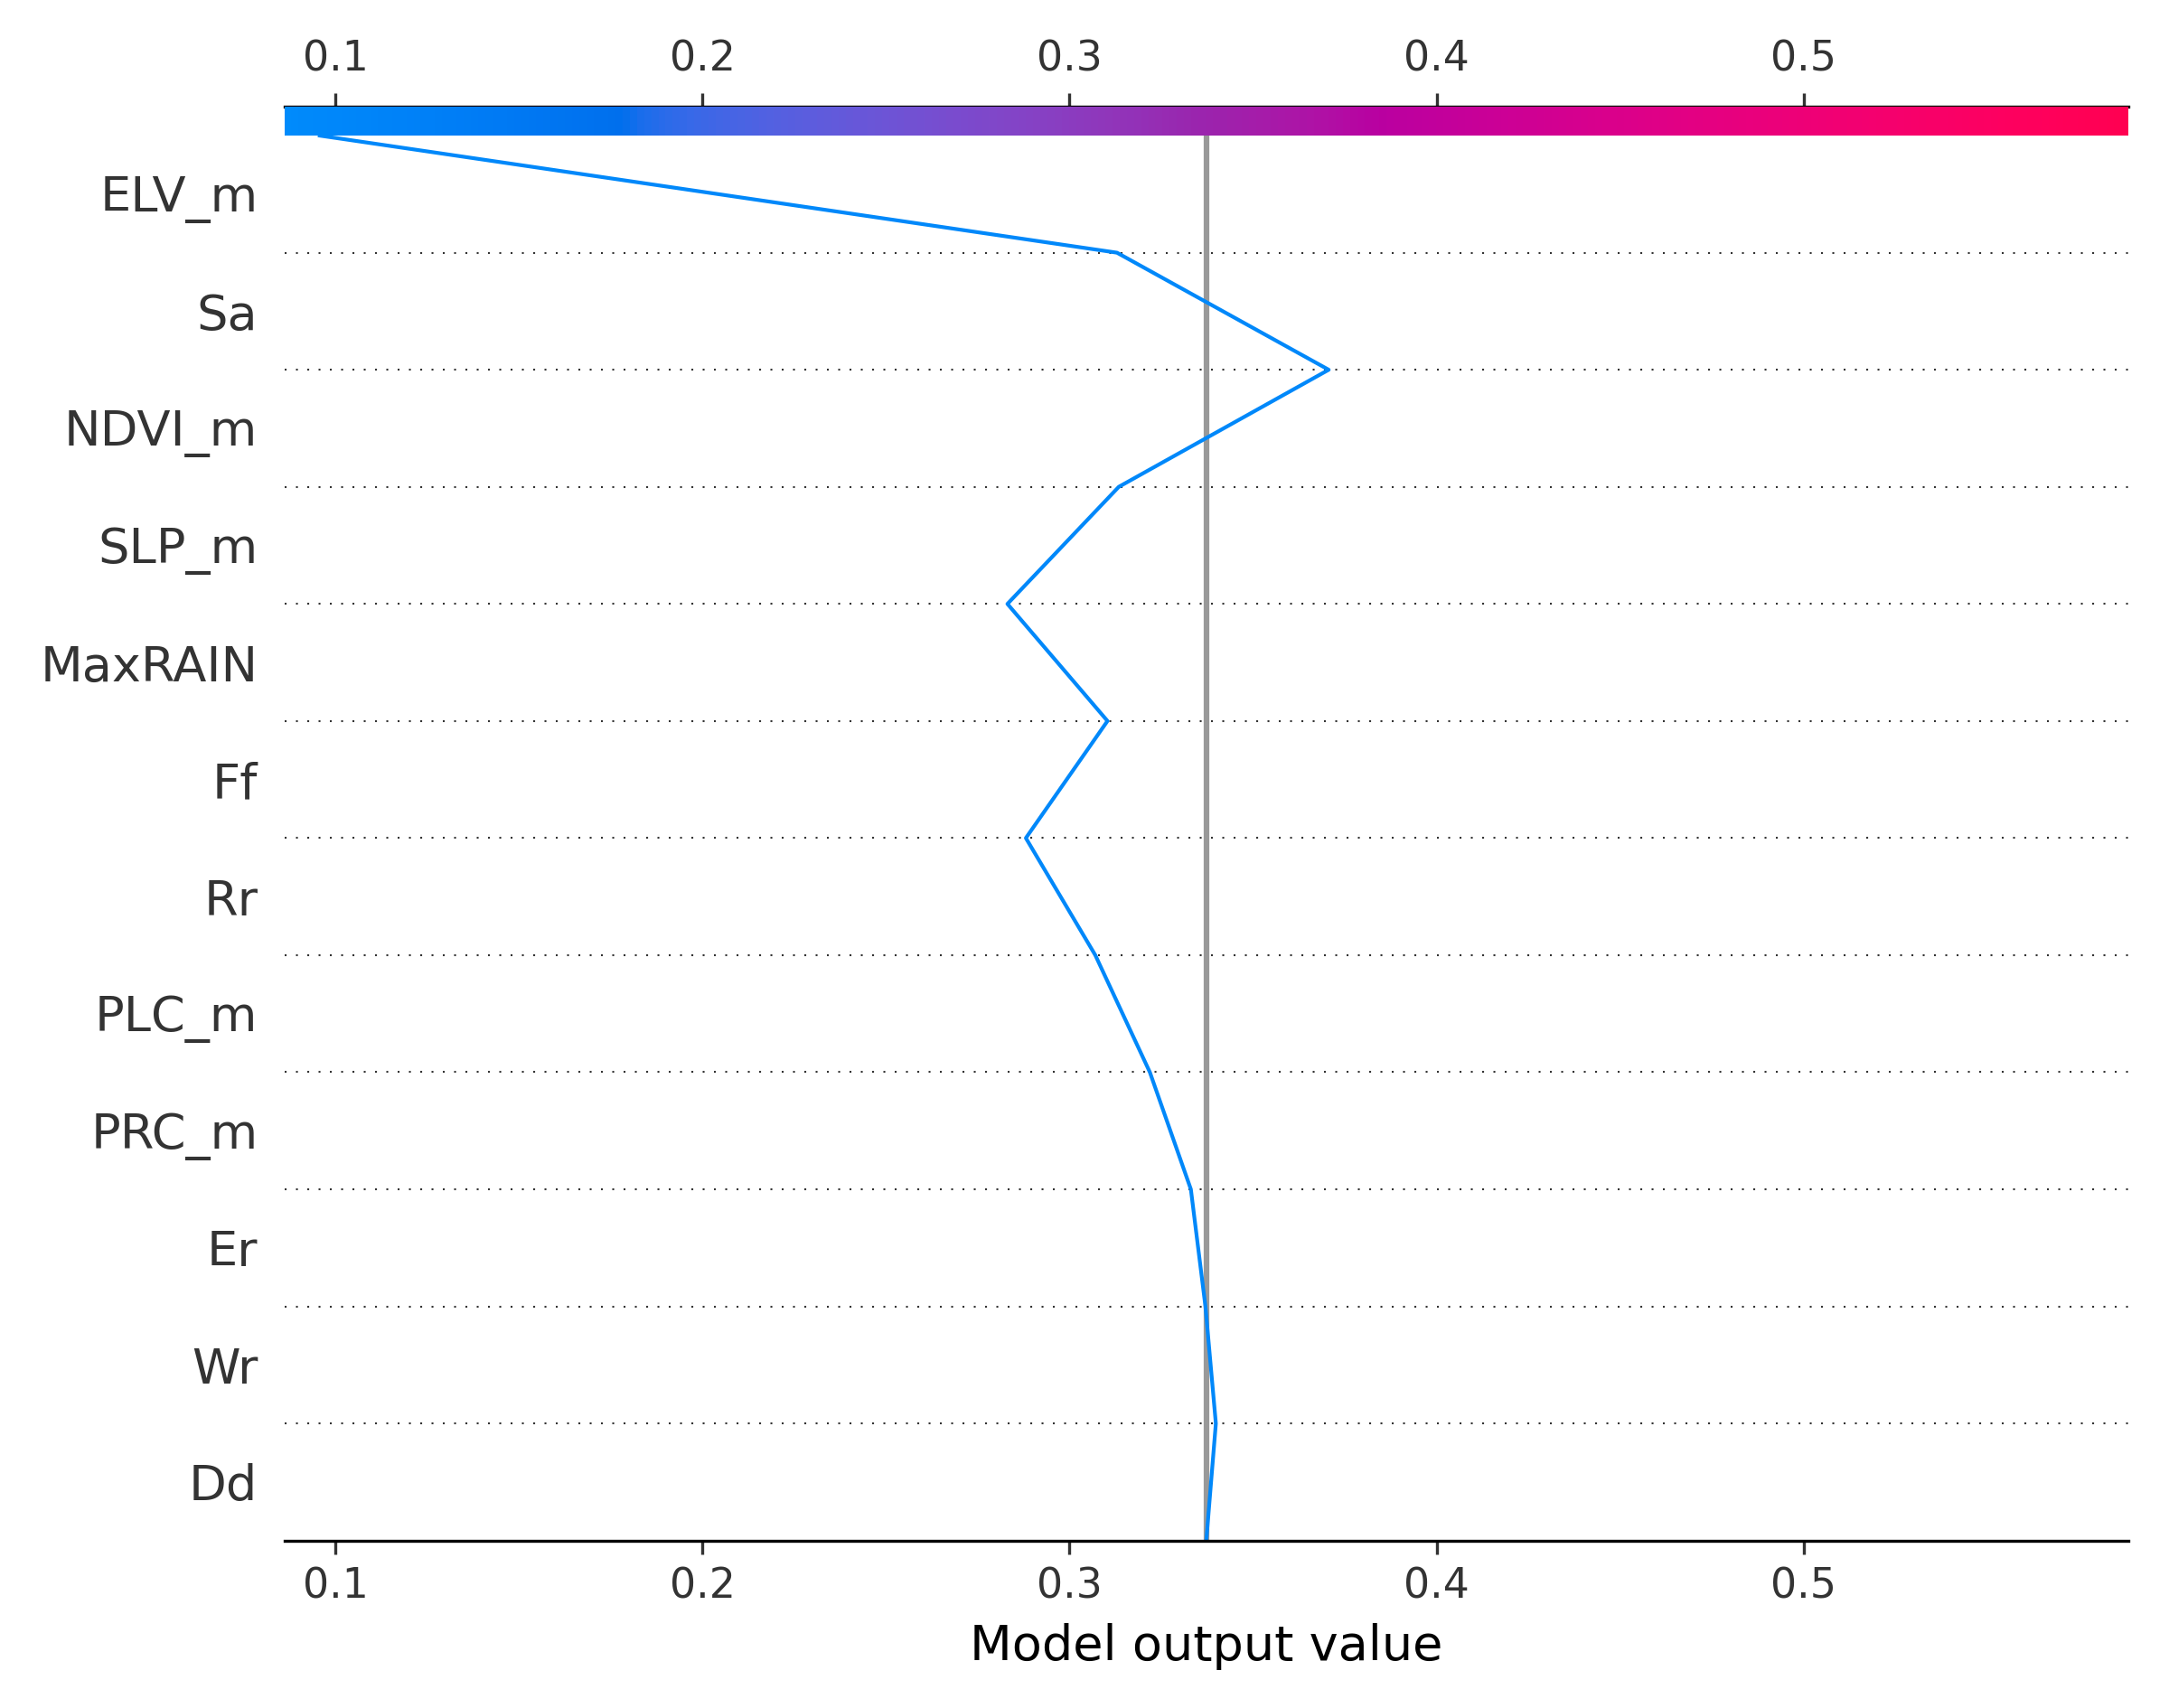 0.1 0.2 0.3 0.4 0.5
ELV_m
Sa
NDVI_m
SLP_m
MaxRAIN
Ff
Rr
PLC_m
PRC_m
Er
Wr
Dd
0.1 0.2 0.3 0.4 0.5
Model output value